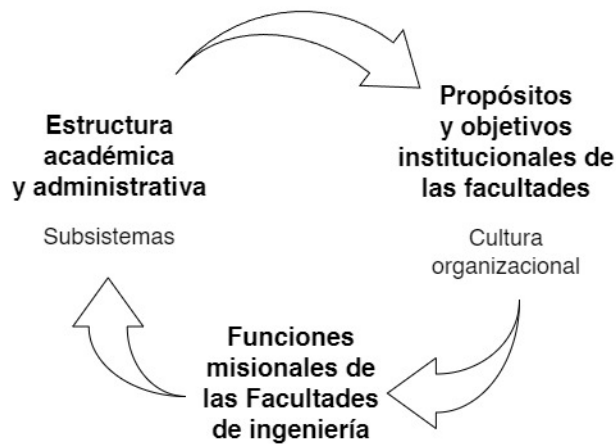 Estructura
académica
y administrativa
Subsistemas
Propósitos
y objetivos
institucionales de
las facultades
Cultura
organizacional
Funciones
misionales de
las Facultades
de ingeniería